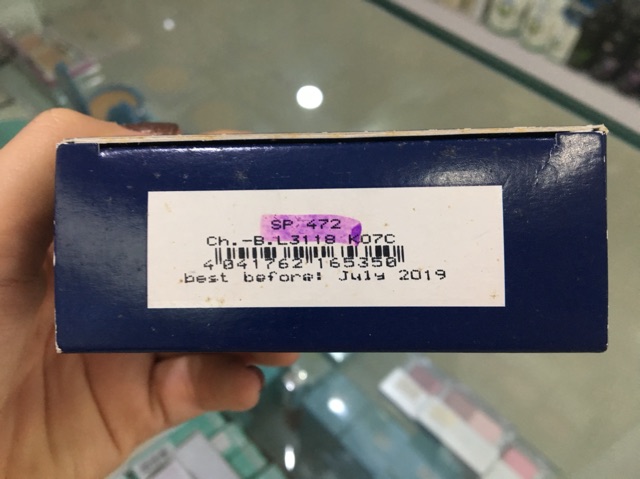 SP 472
Ch.-B.L3118 K07C
4 041762 165350
best before: July 2019